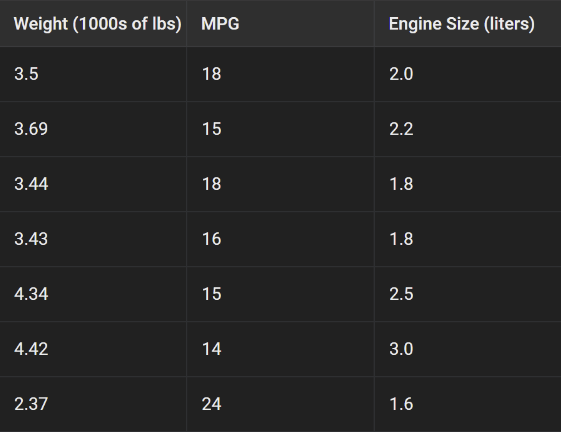 Weight (1000s of lbs) MPG Engine Size (liters)
3.5 18 2.0
3.69 15 2.2
3.44 18 1.8
3.43 16 1.8
4.34 15 2.5
4.42 14 3.0
2.37 24 1.6